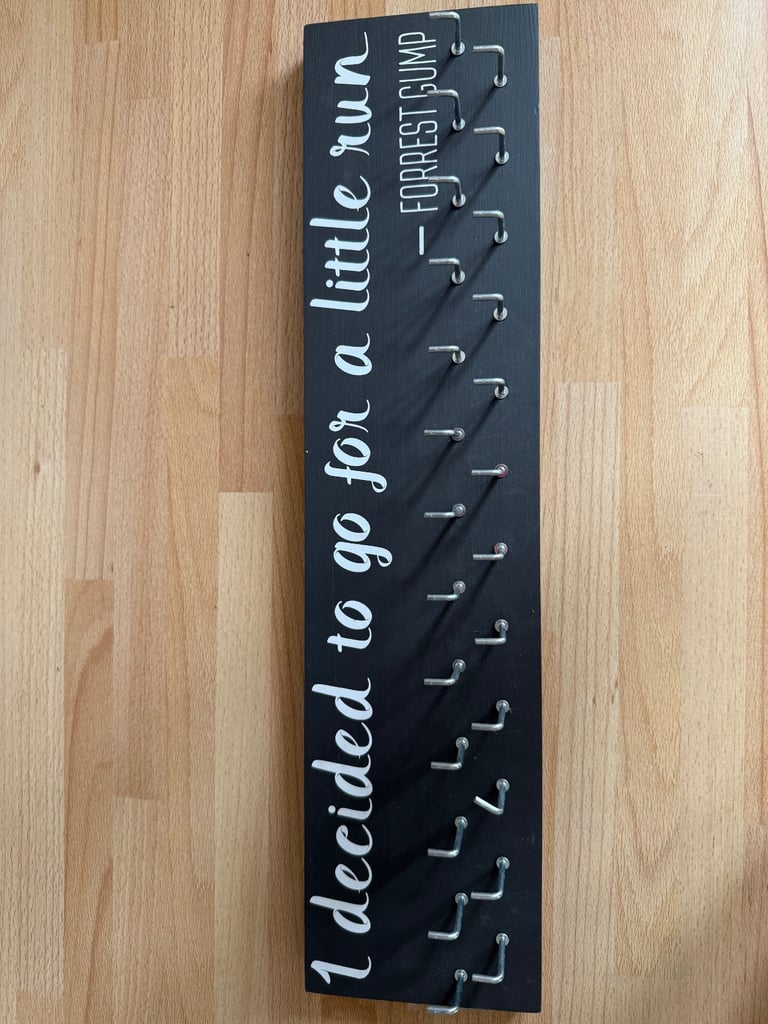 I decided to go for a little run
— FORREST GUMP